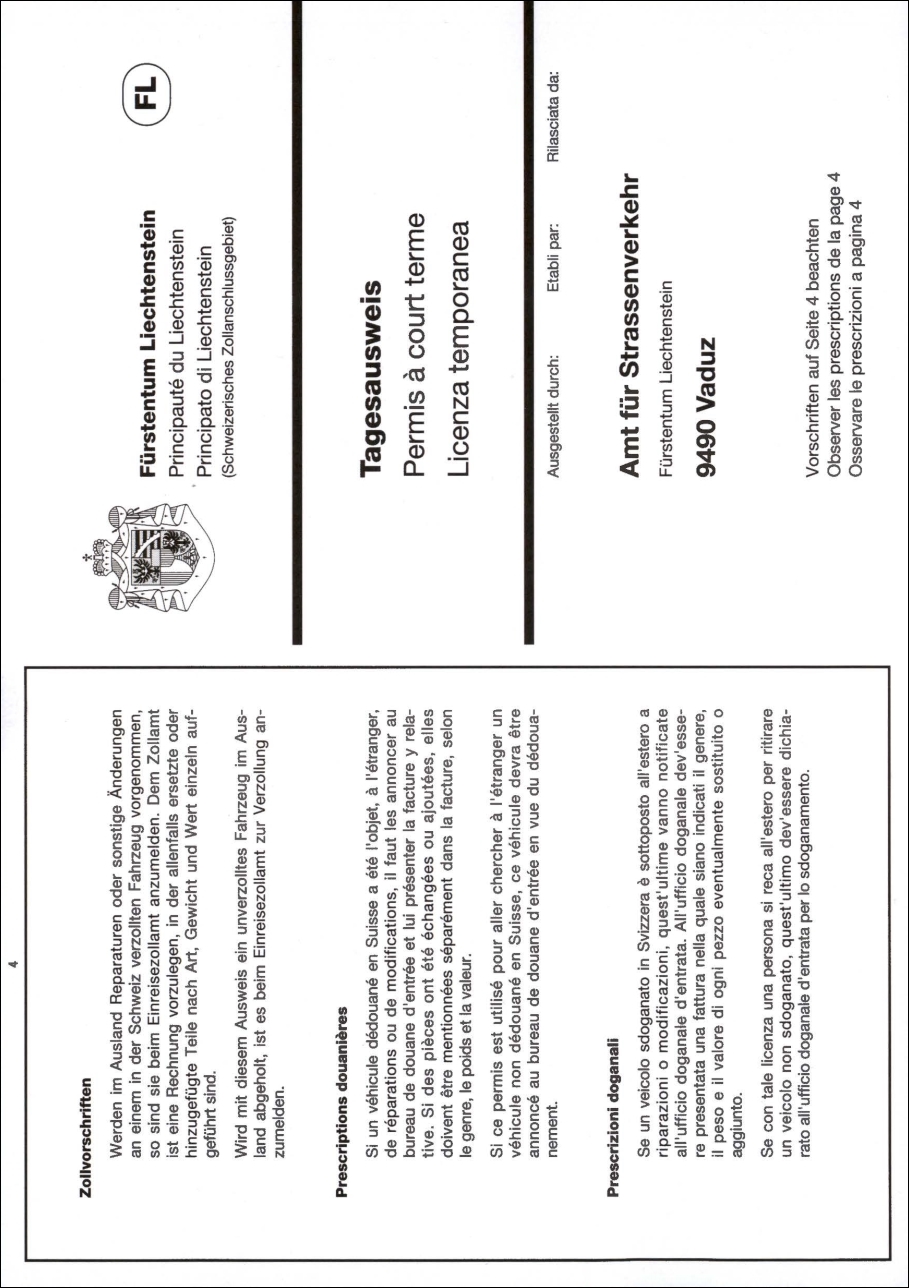 4
Zollvorschriften
Werden im Ausland Reparaturen oder sonstige Änderungen
an einem in der Schweiz verzollten Fahrzeug vorgenommen,
so sind sie beim Einreisezollamt anzumelden. Dem Zollamt
ist eine Rechnung vorzulegen, in der allenfalls ersetzte oder
hinzugefügte Teile nach Art, Gewicht und Wert einzeln auf-
geführt sind.
Wird mit diesem Ausweis ein unverzolltes Fahrzeug im Aus-
land abgeholt, ist es beim Einreisezollamt zur Verzollung an-
zumelden.
Prescriptions douanières
Si un véhicule dédouané en Suisse a été l'objet, à l'étranger,
de réparations ou de modifications, il faut les annoncer au
bureau de douane d'entrée et lui présenter la facture y rela-
tive. Si des pièces ont été échangées ou ajoutées, elles
doivent être mentionnées séparément dans la facture, selon
le genre, le poids et la valeur.
Si ce permis est utilisé pour aller chercher à l'étranger un
véhicule non dédouané en Suisse, ce véhicule devra être
annoncé au bureau de douane d'entrée en vue du dédoua-
nement.
Prescrizioni doganali
Se un veicolo sdoganato in Svizzera è sottoposto all'estero a
riparazioni o modificazioni, quest'ultime vanno notificate
all'ufficio doganale d'entrata. All'ufficio doganale dev'esse-
re presentata una fattura nella quale siano indicati il genere,
il peso e il valore di ogni pezzo eventualmente sostituito o
aggiunto.
Se con tale licenza una persona si reca all'estero per ritirare
un veicolo non sdoganato, quest'ultimo dev'essere dichia-
rato all'ufficio doganale d'entrata per lo sdoganamento.
Fürstentum Liechtenstein
Principauté du Liechtenstein
Principato di Liechtenstein
(Schweizerisches Zollanschlussgebiet)
FL
Tagesausweis
Permis à court terme
Licenza temporanea
Ausgestellt durch: Etabli par: Rilasciata da:
Amt für Strassenverkehr
Fürstentum Liechtenstein
9490 Vaduz
Vorschriften auf Seite 4 beachten
Observer les prescriptions de la page 4
Osservare le prescrizioni a pagina 4